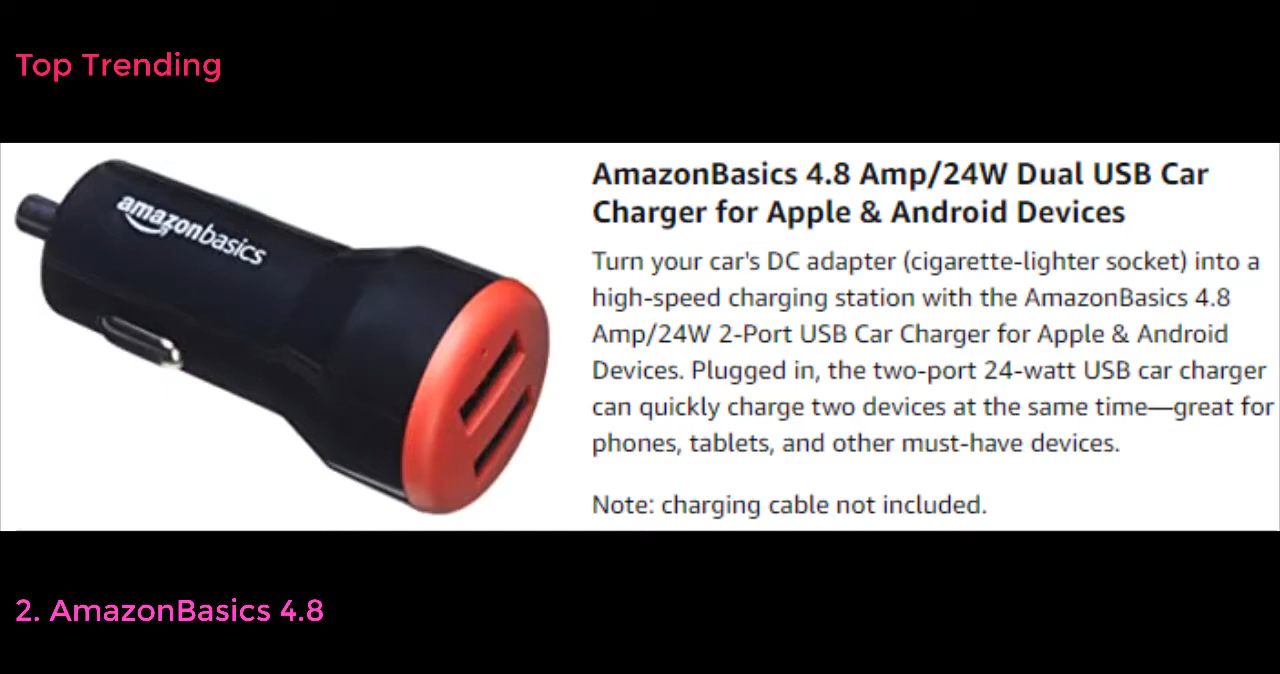 Top Trending
amazonbasics
AmazonBasics 4.8 Amp/24W Dual USB Car
Charger for Apple & Android Devices
Turn your car's DC adapter (cigarette-lighter socket) into a
high-speed charging station with the AmazonBasics 4.8
Amp/24W 2-Port USB Car Charger for Apple & Android
Devices. Plugged in, the two-port 24-watt USB car charger
can quickly charge two devices at the same time—great for
phones, tablets, and other must-have devices.
Note: charging cable not included.
2. AmazonBasics 4.8